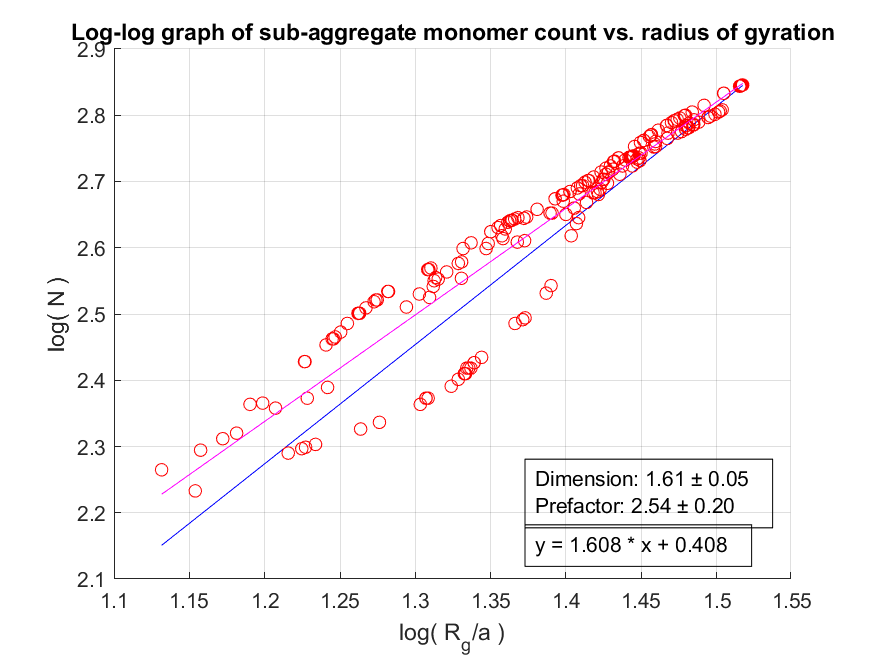 Log-log graph of sub-aggregate monomer count vs. radius of gyration
2.9
2.8
2.7
2.6
2.5
2.4
2.3
2.2
2.1
log( N )
Dimension: 1.61 ± 0.05
Prefactor: 2.54 ± 0.20
y = 1.608 * x + 0.408
1.1 1.15 1.2 1.25 1.3 1.35 1.4 1.45 1.5 1.55
log( Rg/a )